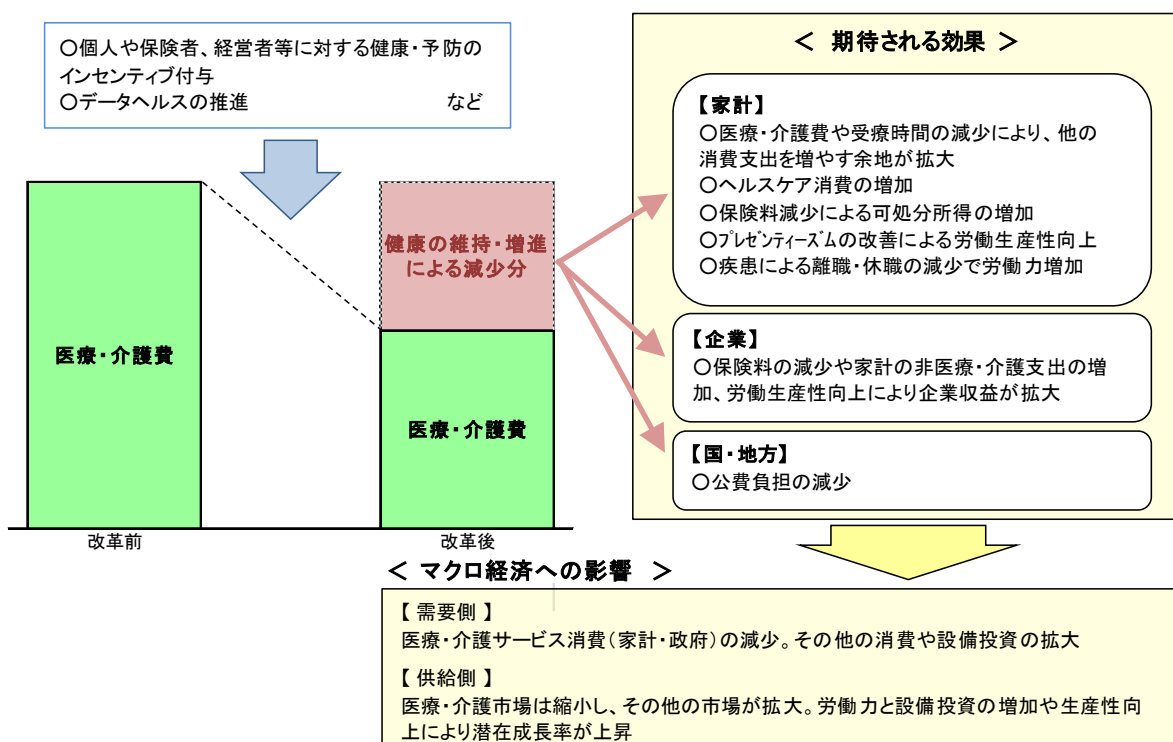 〇個人や保険者、経営者等に対する健康・予防の
インセンティブ付与
〇データヘルスの推進 など
医療・介護費
改革前
健康の維持・増進
による減少分
医療・介護費
改革後
＜ 期待される効果 ＞
【家計】
〇医療・介護費や受療時間の減少により、他の
消費支出を増やす余地が拡大
〇ヘルスケア消費の増加
〇保険料減少による可処分所得の増加
〇プレゼンティーズムの改善による労働生産性向上
〇疾患による離職・休職の減少で労働力増加
【企業】
〇保険料の減少や家計の非医療・介護支出の増
加、労働生産性向上により企業収益が拡大
【国・地方】
〇公費負担の減少
＜ マクロ経済への影響 ＞
【 需要側 】
医療・介護サービス消費（家計・政府）の減少。その他の消費や設備投資の拡大
【 供給側 】
医療・介護市場は縮小し、その他の市場が拡大。労働力と設備投資の増加や生産性向
上により潜在成長率が上昇